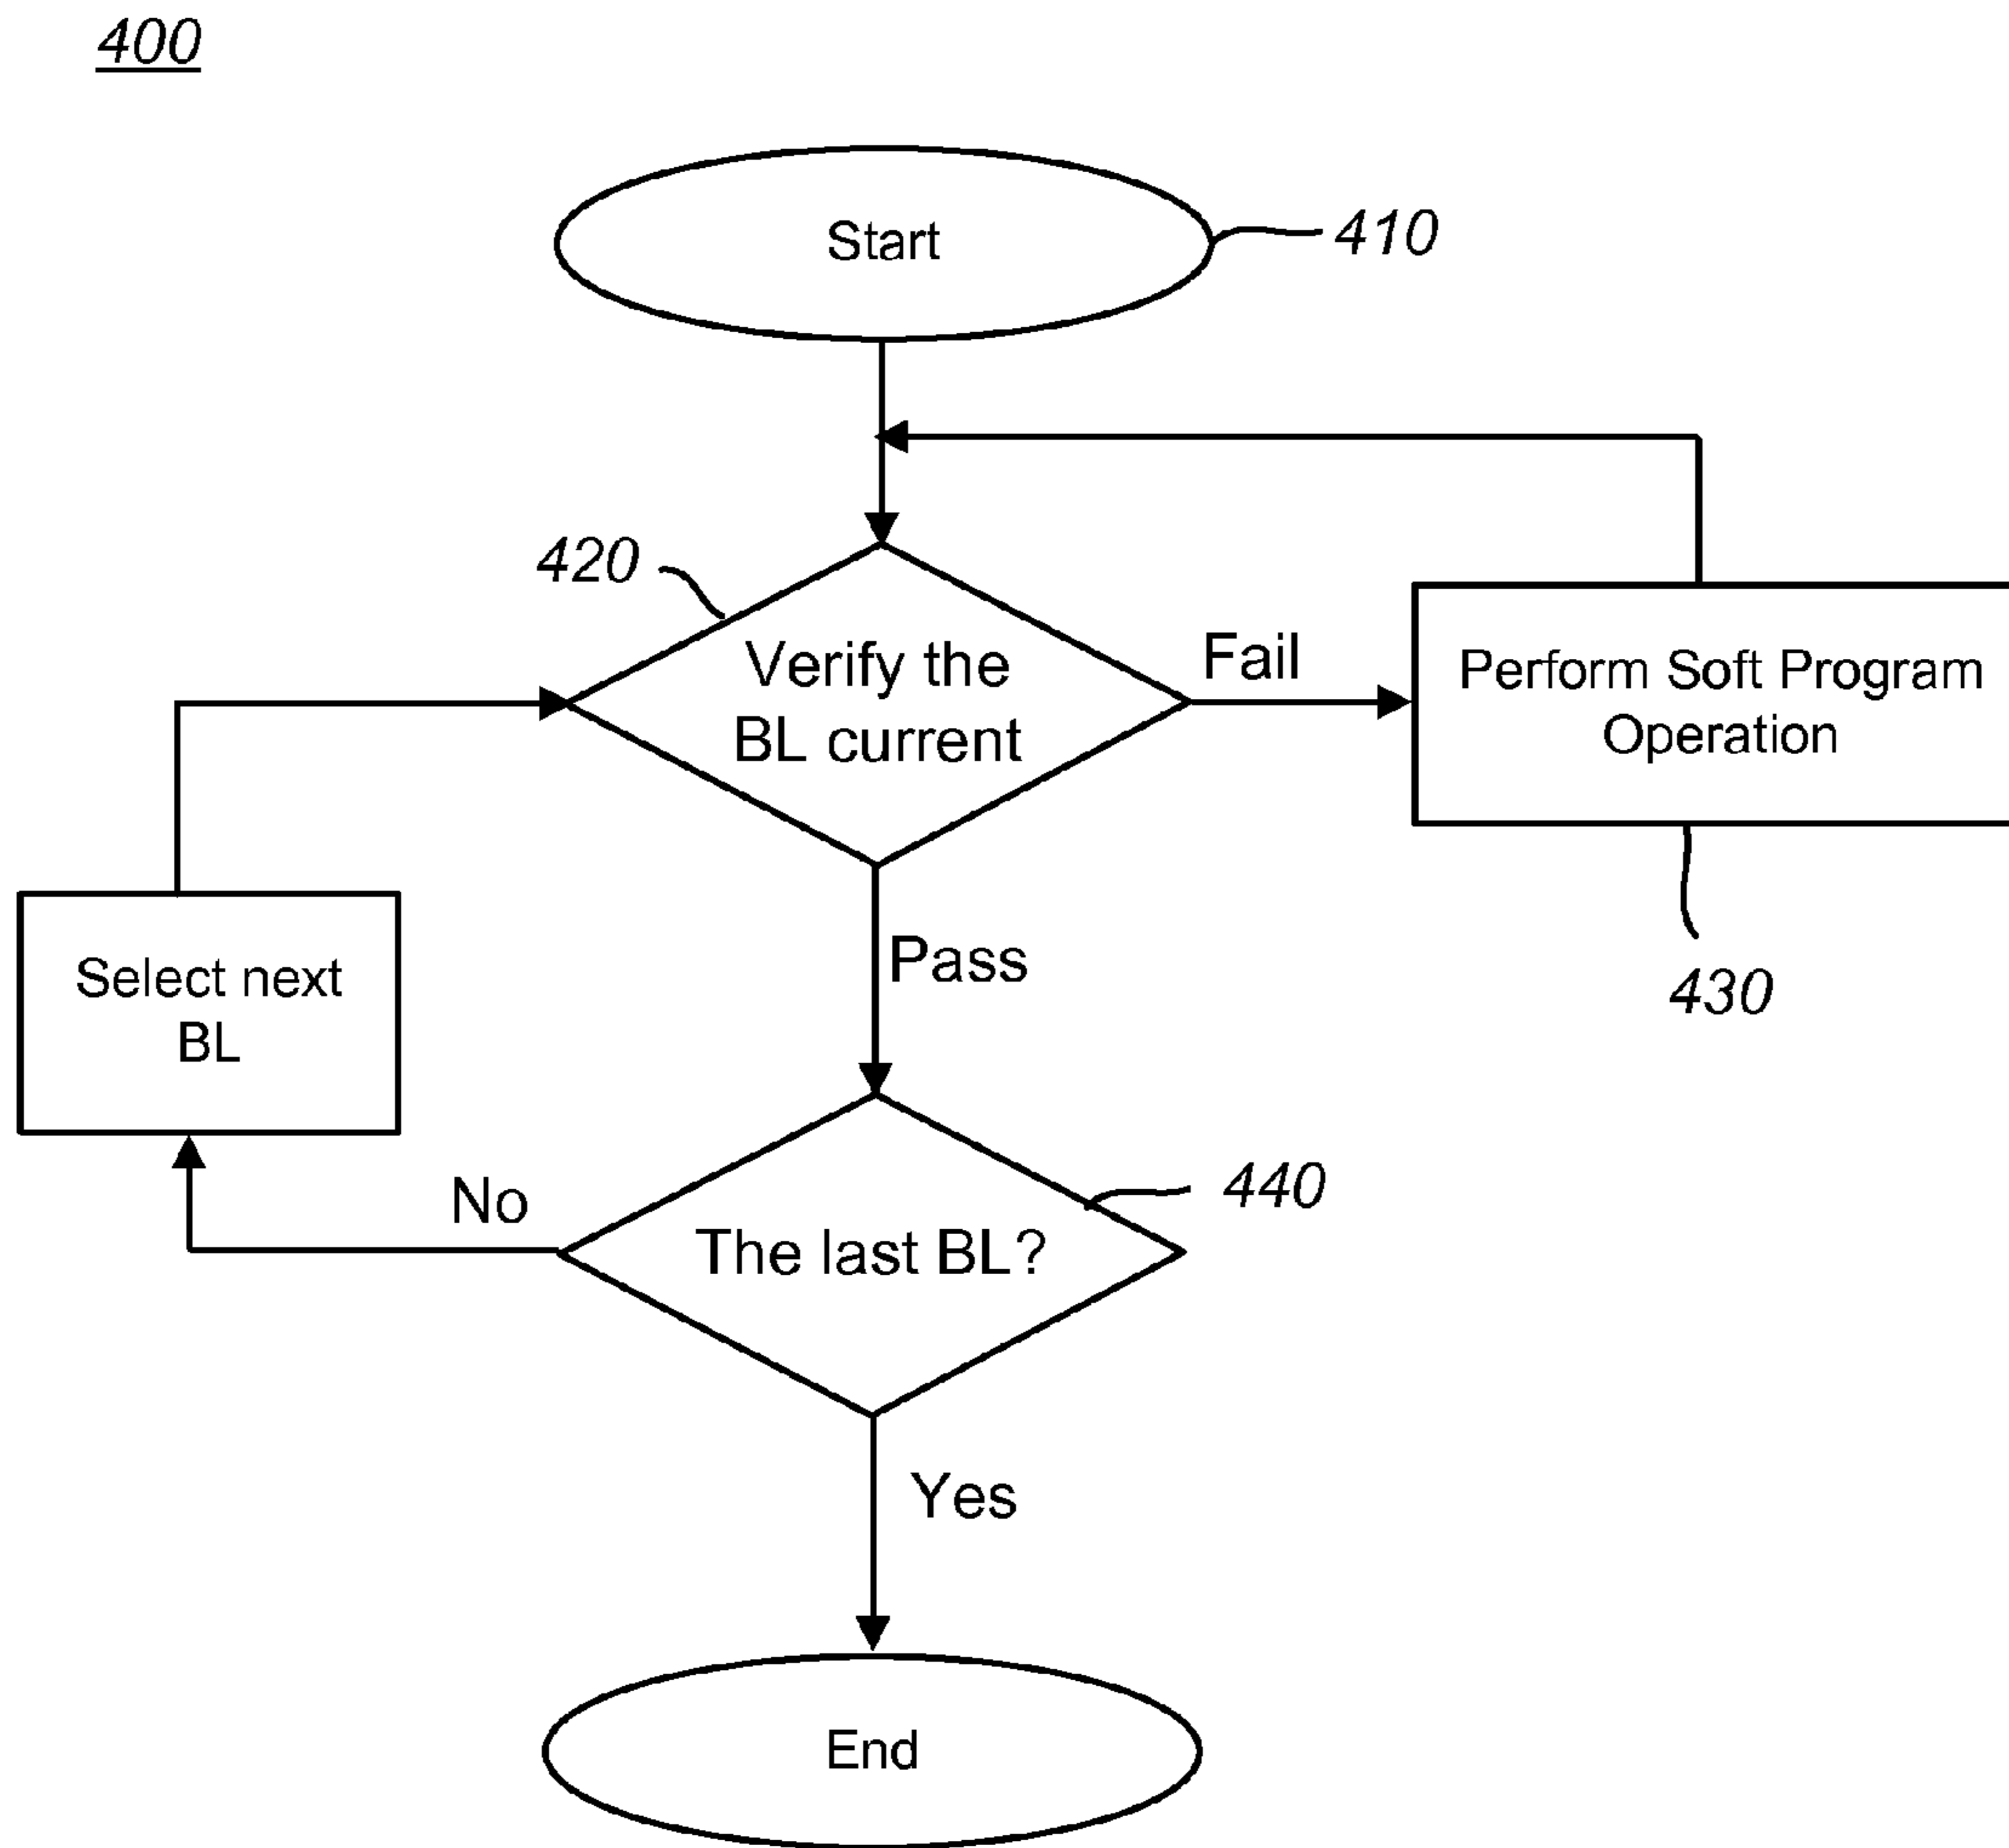 400
Start
410
420
Verify the
BL current
Fail
Perform Soft Program
Operation
430
Pass
Select next
BL
No
The last BL?
440
Yes
End